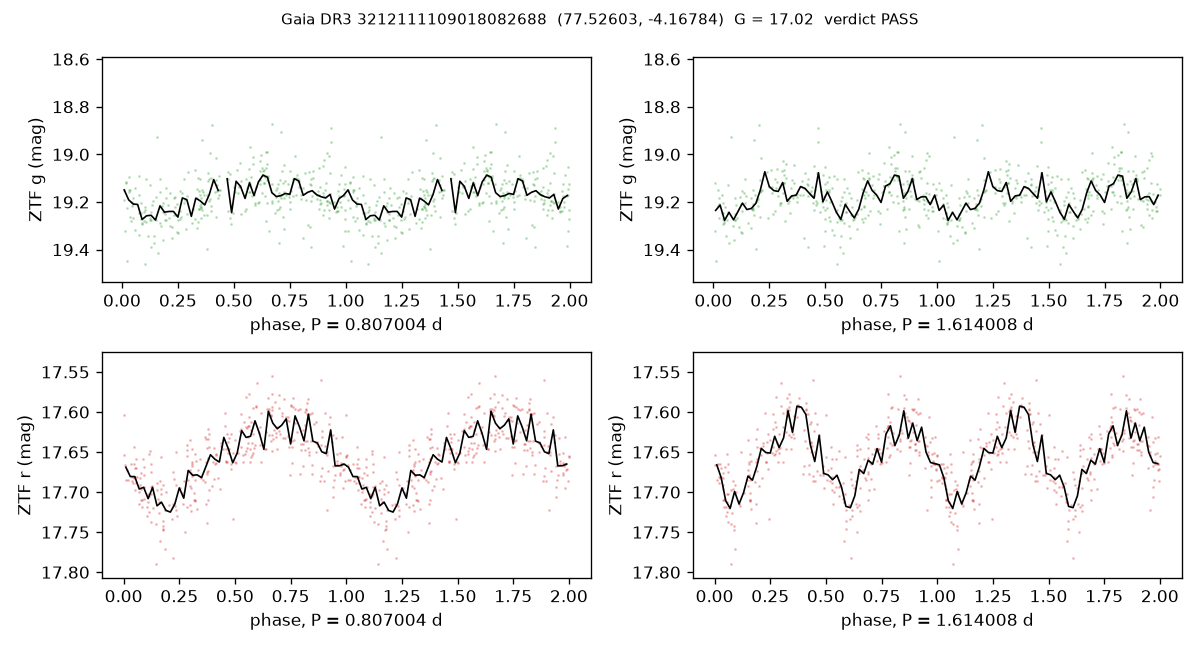 Gaia DR3 3212111109018082688  (77.52603, -4.16784)  G = 17.02  verdict PASS
18.6
18.8
19.0
19.2
19.4
ZTF g (mag)
0.00 0.25 0.50 0.75 1.00 1.25 1.50 1.75 2.00
phase, P = 0.807004 d
18.6
18.8
19.0
19.2
19.4
ZTF g (mag)
0.00 0.25 0.50 0.75 1.00 1.25 1.50 1.75 2.00
phase, P = 1.614008 d
17.55
17.60
17.65
17.70
17.75
17.80
ZTF r (mag)
0.00 0.25 0.50 0.75 1.00 1.25 1.50 1.75 2.00
phase, P = 0.807004 d
17.55
17.60
17.65
17.70
17.75
17.80
ZTF r (mag)
0.00 0.25 0.50 0.75 1.00 1.25 1.50 1.75 2.00
phase, P = 1.614008 d